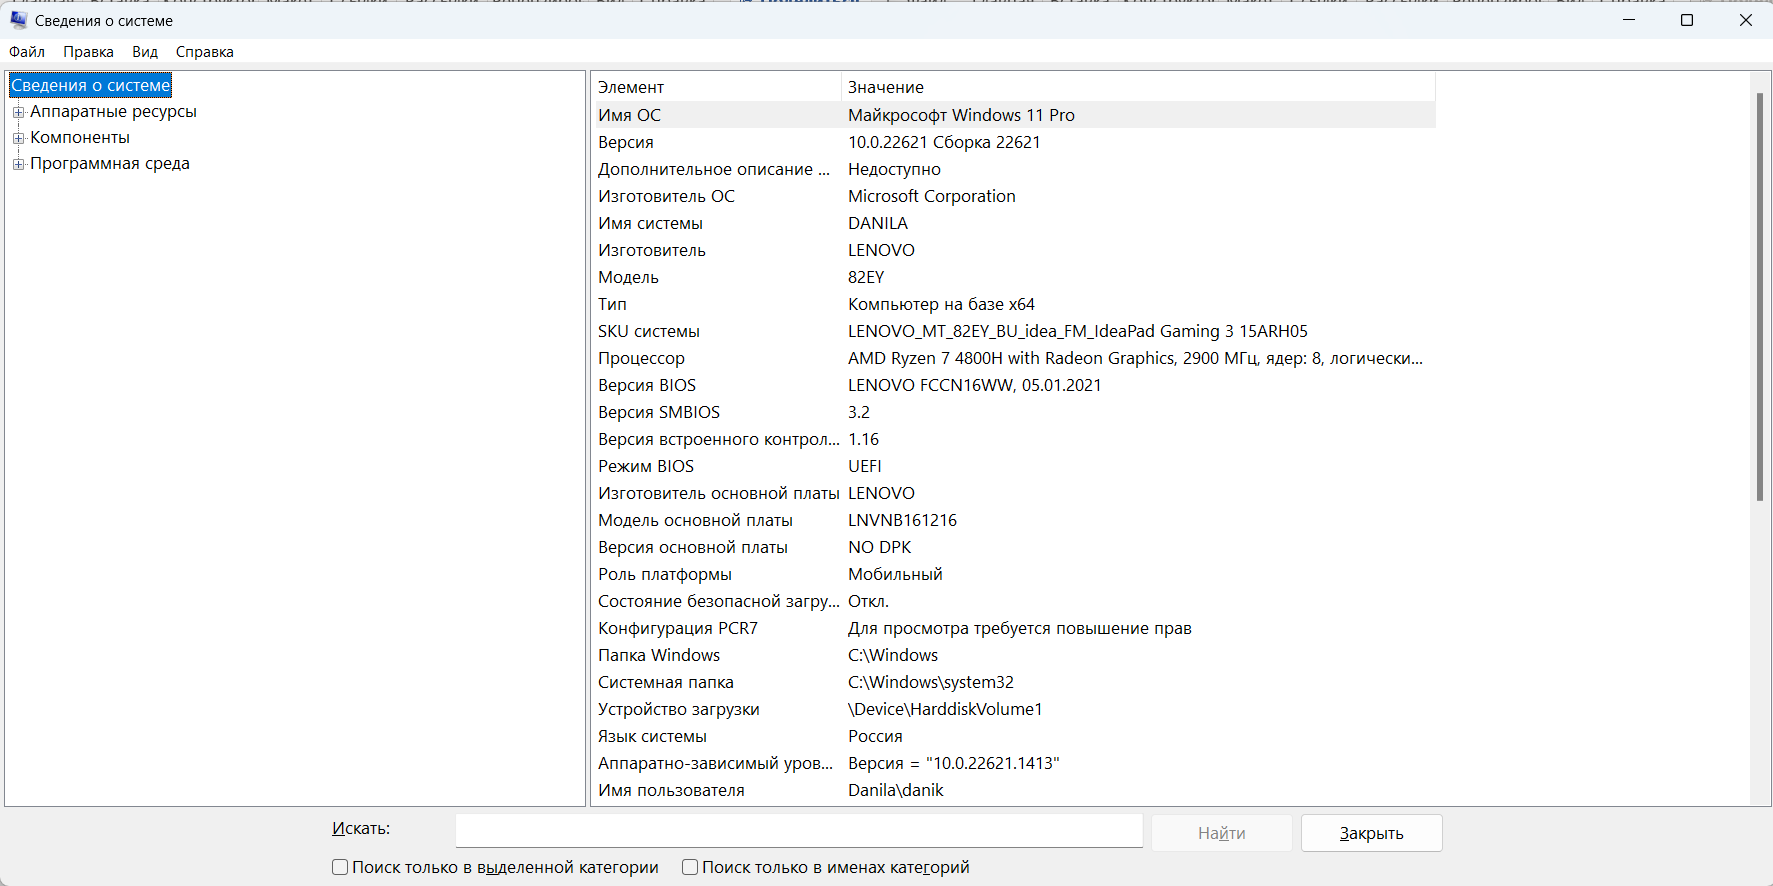 Сведения о системе
Файл Правка Вид Справка
Сведения о системе
Аппаратные ресурсы
Компоненты
Программная среда
Элемент Значение
Имя ОС Майкрософт Windows 11 Pro
Версия 10.0.22621 Сборка 22621
Дополнительное описание ... Недоступно
Изготовитель ОС Microsoft Corporation
Имя системы DANILA
Изготовитель LENOVO
Модель 82EY
Тип Компьютер на базе x64
SKU системы LENOVO_MT_82EY_BU_idea_FM_IdeaPad Gaming 3 15ARH05
Процессор AMD Ryzen 7 4800H with Radeon Graphics, 2900 МГц, ядер: 8, логически...
Версия BIOS LENOVO FCCN16WW, 05.01.2021
Версия SMBIOS 3.2
Версия встроенного контрол... 1.16
Режим BIOS UEFI
Изготовитель основной платы LENOVO
Модель основной платы LNVNB161216
Версия основной платы NO DPK
Роль платформы Мобильный
Состояние безопасной загру... Откл.
Конфигурация PCR7 Для просмотра требуется повышение прав
Папка Windows C:\Windows
Системная папка C:\Windows\system32
Устройство загрузки \Device\HarddiskVolume1
Язык системы Россия
Аппаратно-зависимый уров... Версия = "10.0.22621.1413"
Имя пользователя Danila\danik
Искать: Найти Закрыть
Поиск только в выделенной категории Поиск только в именах категорий